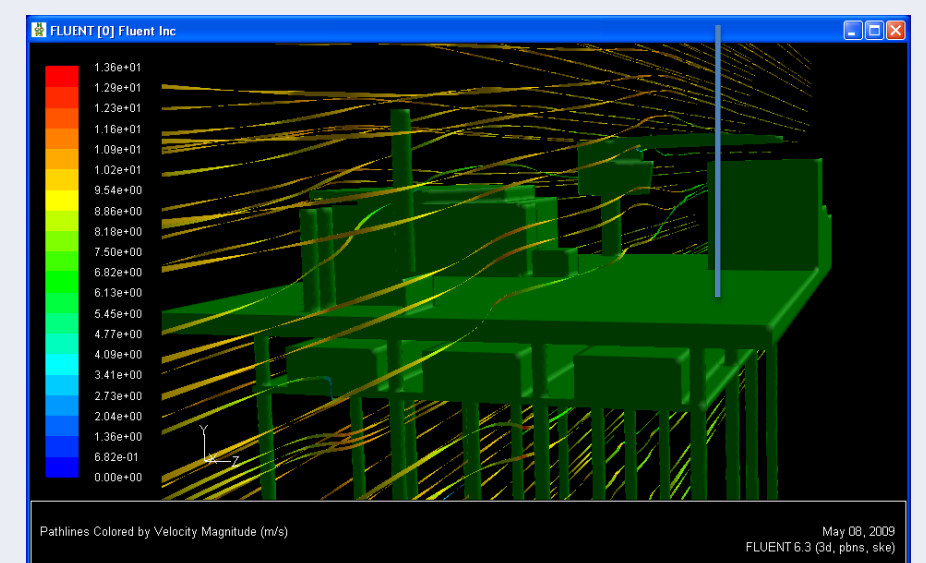 FLUENT [0] Fluent Inc
1.36e+01
1.29e+01
1.23e+01
1.16e+01
1.09e+01
1.02e+01
9.54e+00
8.86e+00
8.18e+00
7.50e+00
6.82e+00
6.13e+00
5.45e+00
4.77e+00
4.09e+00
3.41e+00
2.73e+00
2.04e+00
1.36e+00
6.82e-01
0.00e+00
Y
X
Z
Pathlines Colored by Velocity Magnitude (m/s)
May 08, 2009
FLUENT 6.3 (3d, pbns, ske)